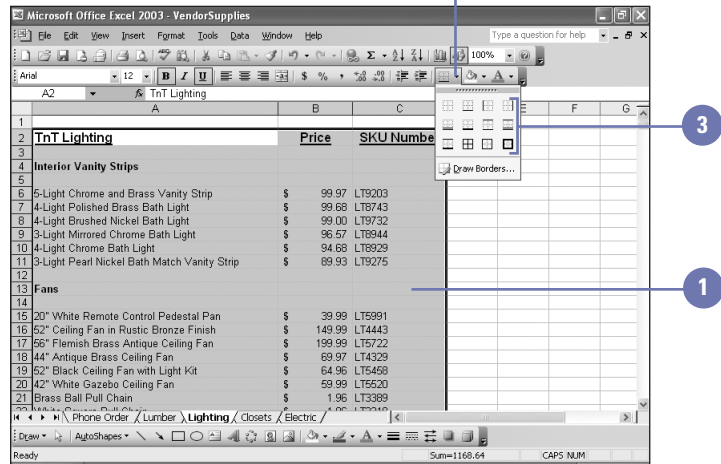 Microsoft Office Excel 2003 - VendorSupplies
File Edit View Insert Format Tools Data Window Help Type a question for help
100%
Arial 12 B I U $ % ,
A2 fx TnT Lighting
A B C E F G
1
2 TnT Lighting Price SKU Numbe
3
4 Interior Vanity Strips
5
6 5-Light Chrome and Brass Vanity Strip $ 99.97 LT9203
7 4-Light Polished Brass Bath Light $ 99.68 LT8743
8 4-Light Brushed Nickel Bath Light $ 99.00 LT9732
9 3-Light Mirrored Chrome Bath Light $ 96.57 LT8944
10 4-Light Chrome Bath Light $ 94.68 LT8929
11 3-Light Pearl Nickel Bath Match Vanity Strip $ 89.93 LT9275
12
13 Fans
14
15 20" White Remote Control Pedestal Pan $ 39.99 LT5991
16 52" Ceiling Fan in Rustic Bronze Finish $ 149.99 LT4443
17 56" Flemish Brass Antique Ceiling Fan $ 199.99 LT5722
18 44" Antique Brass Ceiling Fan $ 69.97 LT4329
19 52" Black Ceiling Fan with Light Kit $ 64.96 LT5458
20 42" White Gazebo Ceiling Fan $ 59.99 LT5520
21 Brass Ball Pull Chain $ 1.96 LT3389
Draw Borders...
3
1
Phone Order Lumber Lighting Closets Electric
Draw AutoShapes
Ready Sum=1168.64 CAPS NUM